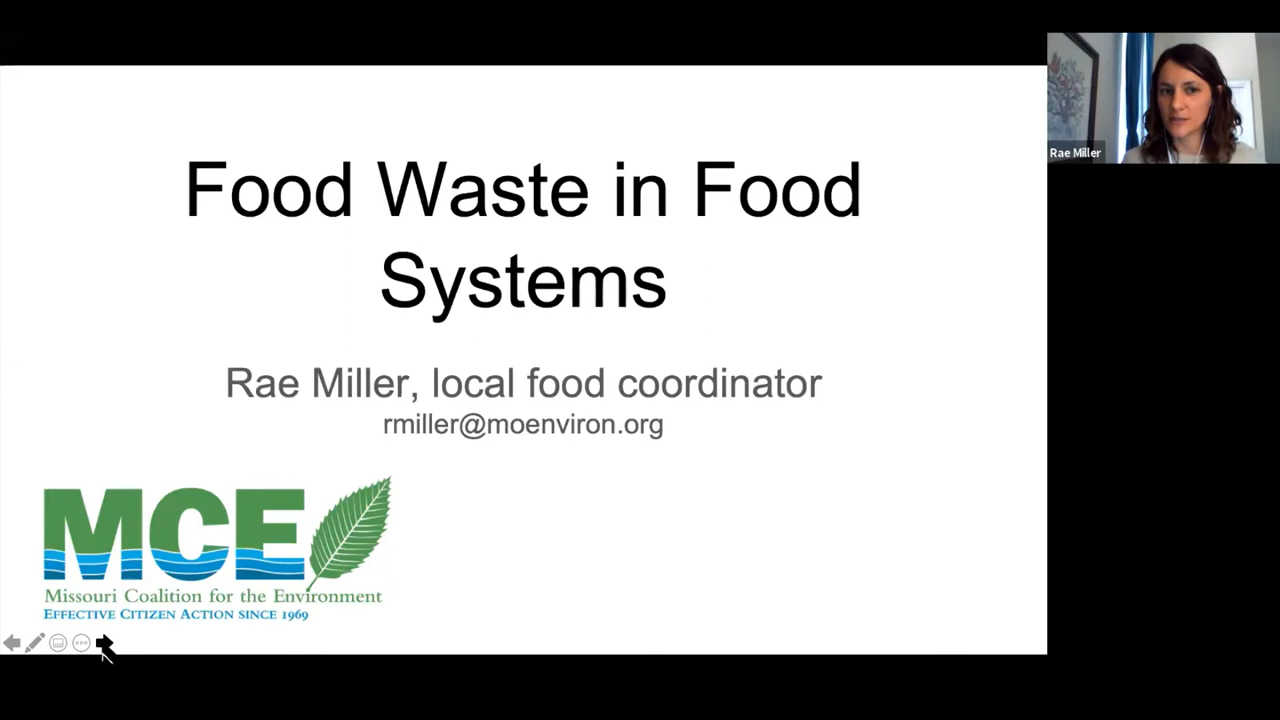 Food Waste in Food
Systems
Rae Miller, local food coordinator
rmiller@moenviron.org
MCE
Missouri Coalition for the Environment
EFFECTIVE CITIZEN ACTION SINCE 1969
Rae Miller